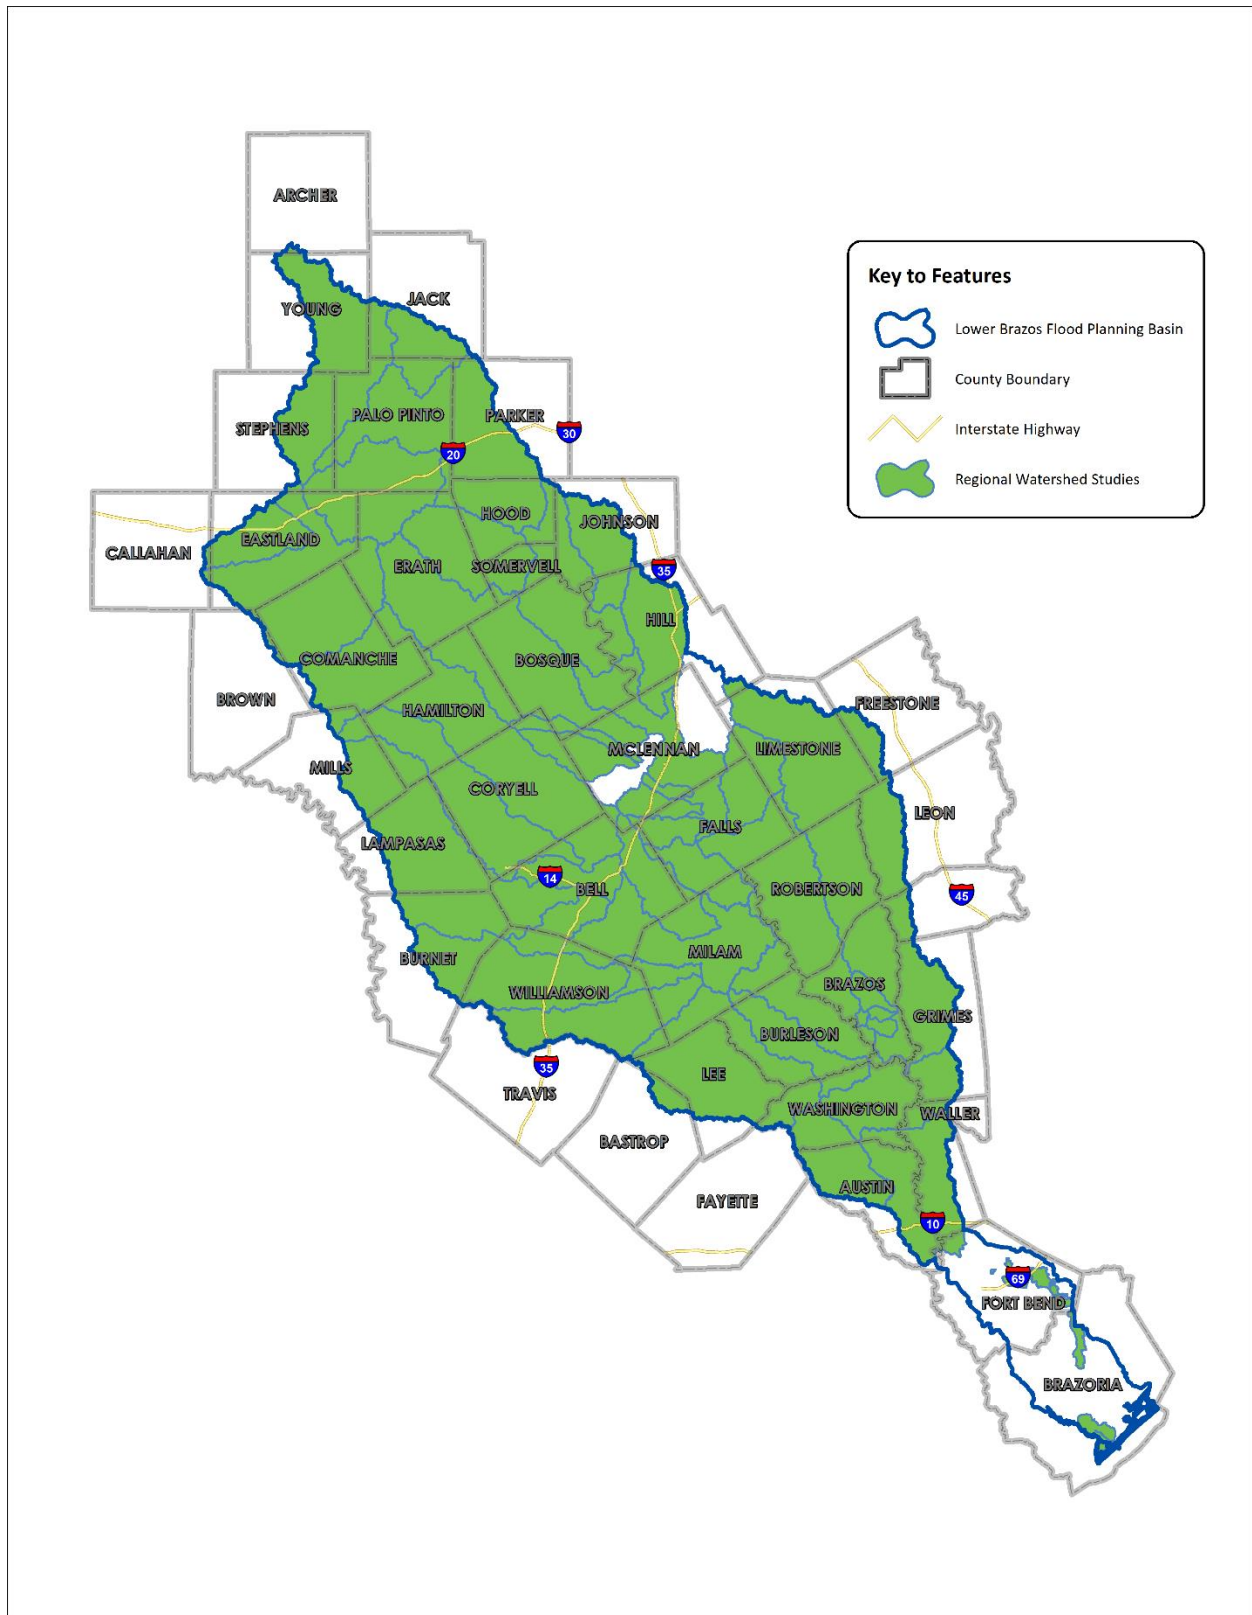 ARCHER
Key to Features
Lower Brazos Flood Planning Basin
County Boundary
Interstate Highway
Regional Watershed Studies
JACK
YOUNG
STEPHENS
PALO PINTO
PARKER
30
20
HOOD
JOHNSON
CALLAHAN
EASTLAND
ERATH
SOMERVELL
35
HILL
COMANCHE
BOSQUE
BROWN
HAMILTON
FREESTONE
MCLENNAN
LIMESTONE
MILLS
CORYELL
LEON
FALLS
LAMPASAS
14
BELL
ROBERTSON
45
BURNET
MILAM
WILLIAMSON
BRAZOS
GRIMES
BURLESON
35
LEE
TRAVIS
WASHINGTON
WALLER
BASTROP
AUSTIN
FAYETTE
10
69
FORT BEND
BRAZORIA